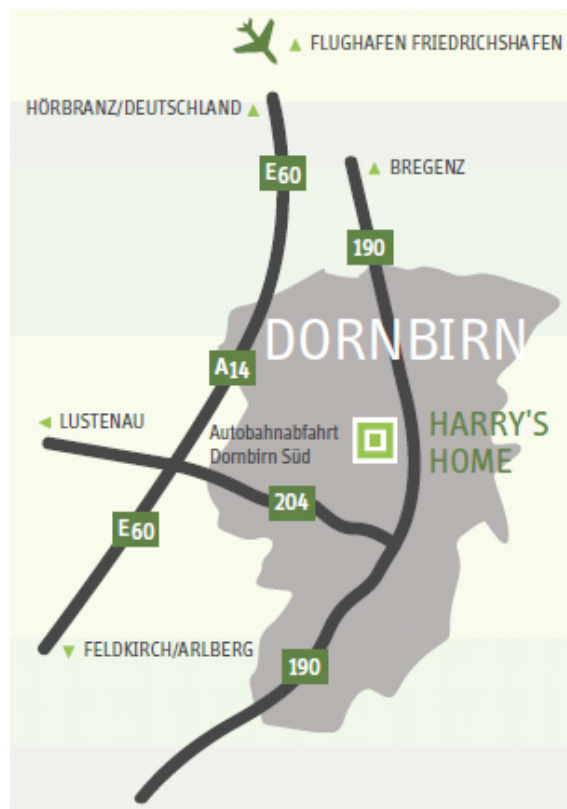 FLUGHAFEN FRIEDRICHSHAFEN
HÖRBRANZ/DEUTSCHLAND
E60
BREGENZ
190
DORNBIRN
A14
LUSTENAU
Autobahnabfahrt
Dornbirn Süd
HARRY'S
HOME
204
E60
FELDKIRCH/ARLBERG
190